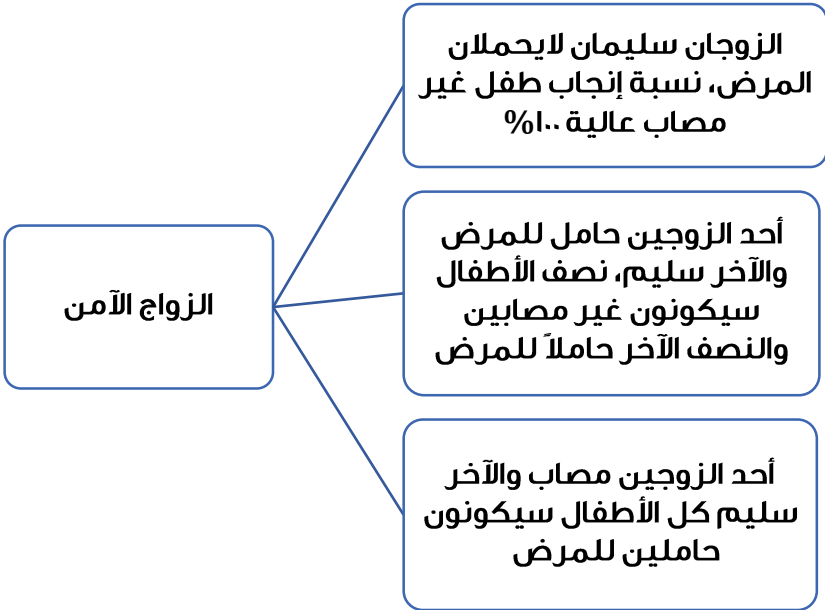 الزوجان سليمان لايحملان
المرض، نسبة إنجاب طفل غير
مصاب عالية ١٠٠%
الزواج الآمن
أحد الزوجين حامل للمرض
والآخر سليم، نصف الأطفال
سيكونون غير مصابين
والنصف الآخر حاملاً للمرض
أحد الزوجين مصاب والآخر
سليم كل الأطفال سيكونون
حاملين للمرض